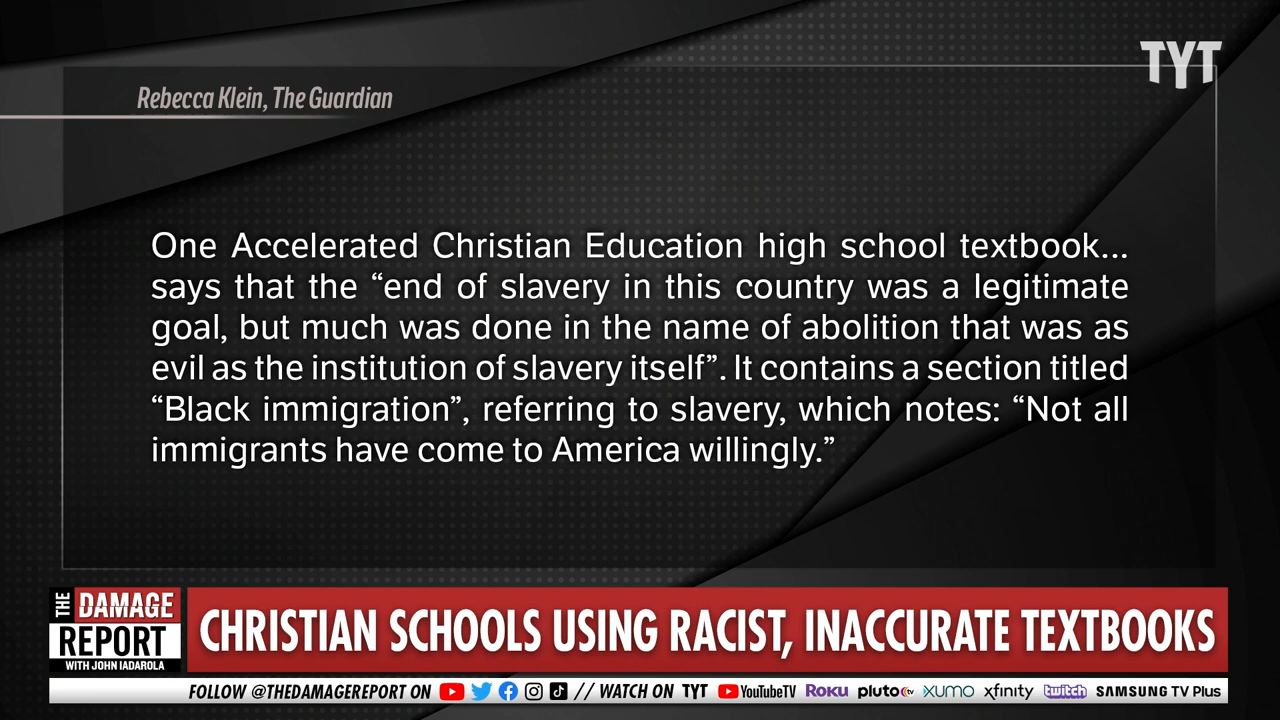 TYT
Rebecca Klein, The Guardian
One Accelerated Christian Education high school textbook...
says that the “end of slavery in this country was a legitimate
goal, but much was done in the name of abolition that was as
evil as the institution of slavery itself”. It contains a section titled
“Black immigration”, referring to slavery, which notes: “Not all
immigrants have come to America willingly.”
THE DAMAGE
REPORT
WITH JOHN IADAROLA
CHRISTIAN SCHOOLS USING RACIST, INACCURATE TEXTBOOKS
FOLLOW @THEDAMAGEREPORT ON // WATCH ON TYT YouTubeTV Roku pluto tv xumo xfinity twitch SAMSUNG TV Plus